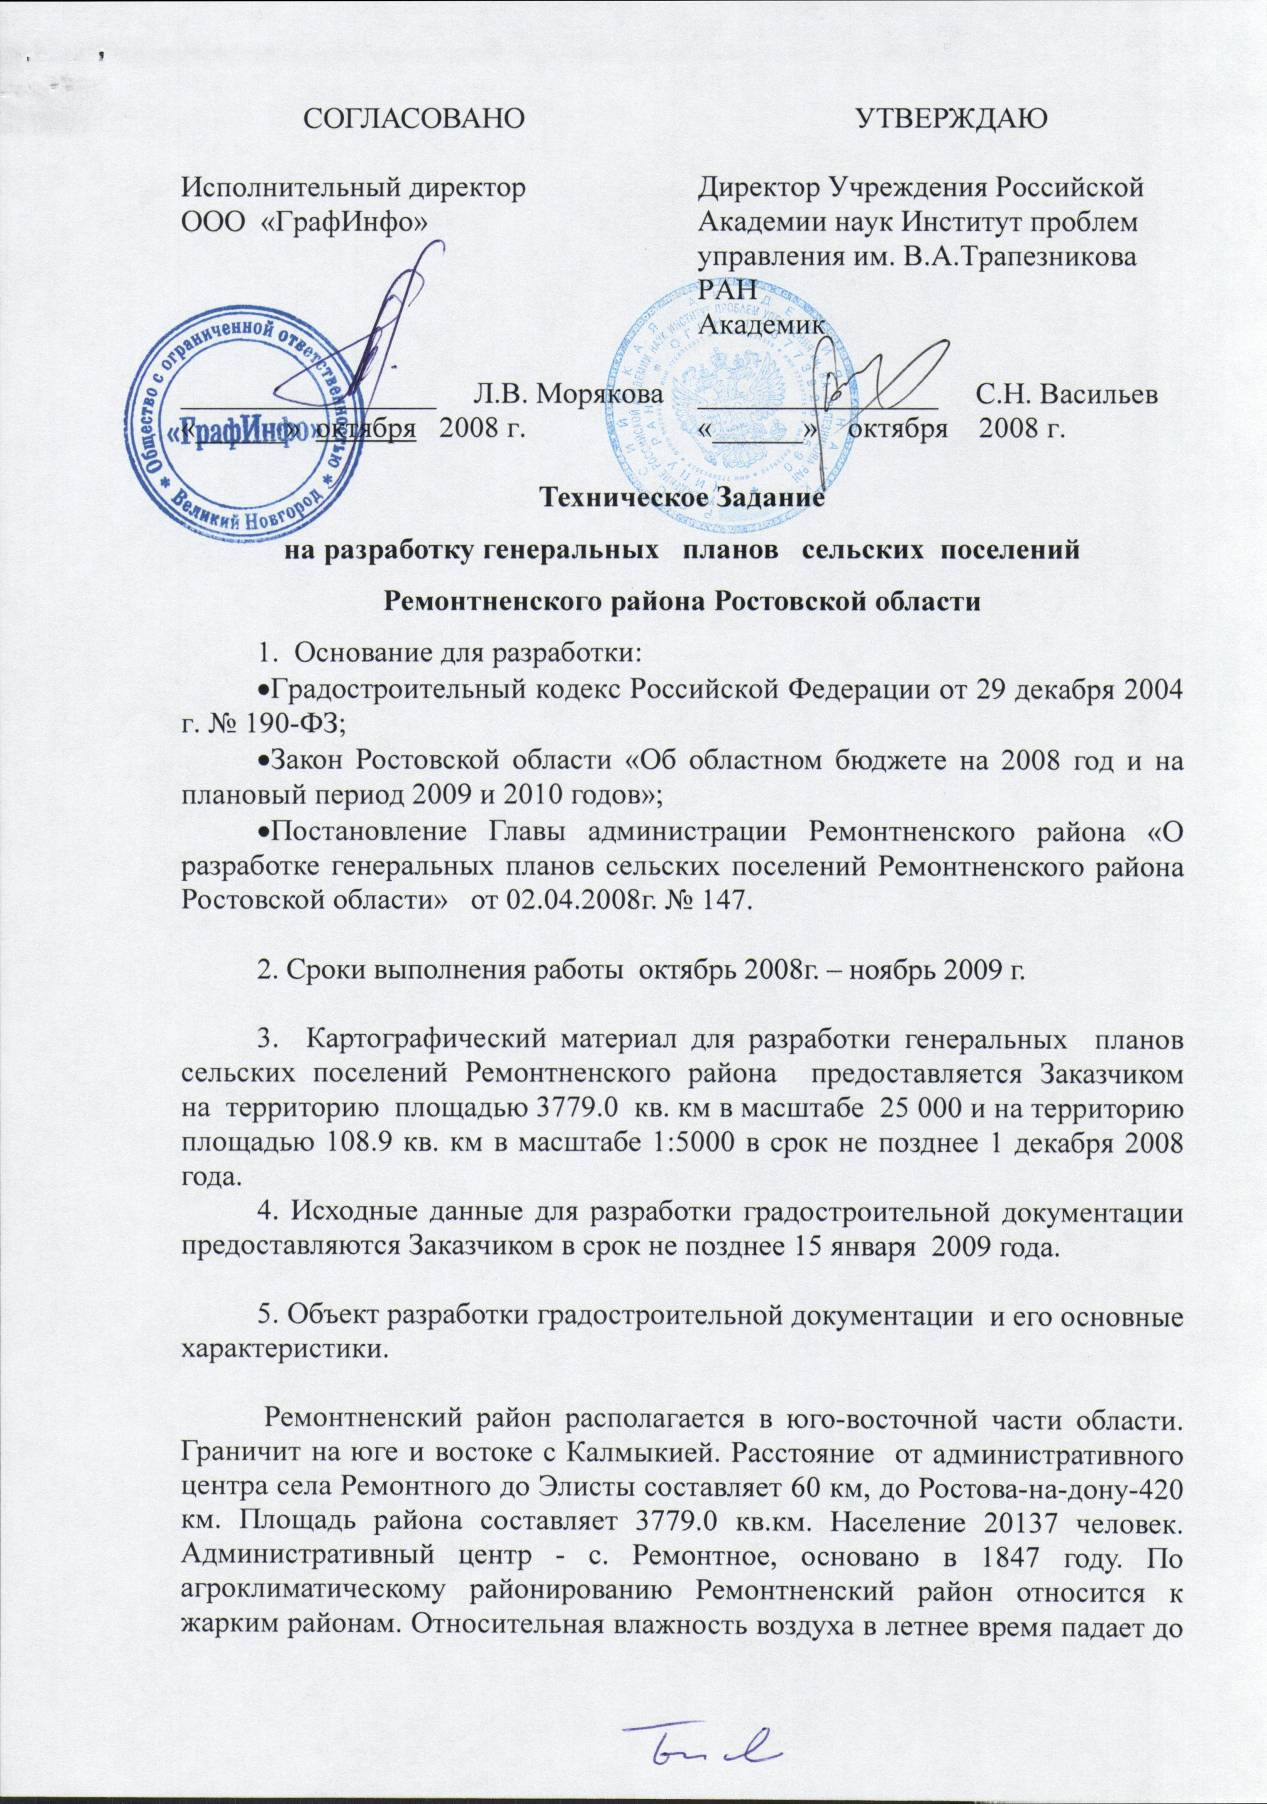 СОГЛАСОВАНО
Исполнительный директор
ООО «ГрафИнфо»
_________________ Л.В. Морякова
«______» октября 2008 г.
УТВЕРЖДАЮ
Директор Учреждения Российской
Академии наук Институт проблем
управления им. В.А.Трапезникова
РАН
Академик
________________ С.Н. Васильев
«______» октября 2008 г.
Общество с ограниченной ответственностью
«ГрафИнфо»
* Великий Новгород *
Техническое Задание
на разработку генеральных планов сельских поселений
Ремонтненского района Ростовской области
1. Основание для разработки:
•Градостроительный кодекс Российской Федерации от 29 декабря 2004
г. № 190-ФЗ;
•Закон Ростовской области «Об областном бюджете на 2008 год и на
плановый период 2009 и 2010 годов»;
•Постановление Главы администрации Ремонтненского района «О
разработке генеральных планов сельских поселений Ремонтненского района
Ростовской области» от 02.04.2008г. № 147.
2. Сроки выполнения работы октябрь 2008г. – ноябрь 2009 г.
3. Картографический материал для разработки генеральных планов
сельских поселений Ремонтненского района предоставляется Заказчиком
на территорию площадью 3779.0 кв. км в масштабе 25 000 и на территорию
площадью 108.9 кв. км в масштабе 1:5000 в срок не позднее 1 декабря 2008
года.
4. Исходные данные для разработки градостроительной документации
предоставляются Заказчиком в срок не позднее 15 января 2009 года.
5. Объект разработки градостроительной документации и его основные
характеристики.
Ремонтненский район располагается в юго-восточной части области.
Граничит на юге и востоке с Калмыкией. Расстояние от административного
центра села Ремонтного до Элисты составляет 60 км, до Ростова-на-дону-420
км. Площадь района составляет 3779.0 кв.км. Население 20137 человек.
Административный центр - с. Ремонтное, основано в 1847 году. По
агроклиматическому районированию Ремонтненский район относится к
жарким районам. Относительная влажность воздуха в летнее время падает до